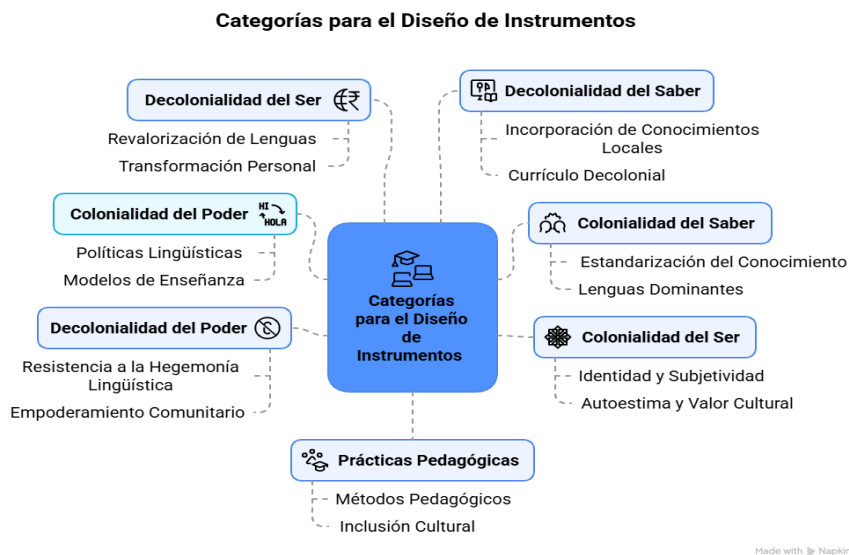 Categorías para el Diseño de Instrumentos
Decolonialidad del Ser
Revalorización de Lenguas
Transformación Personal
Decolonialidad del Saber
Incorporación de Conocimientos
Locales
Currículo Decolonial
Colonialidad del Poder
HI
HOLA
Políticas Lingüísticas
Modelos de Enseñanza
Colonialidad del Saber
Estandarización del Conocimiento
Lenguas Dominantes
Categorías
para el Diseño
de
Instrumentos
Decolonialidad del Poder
Resistencia a la Hegemonía
Lingüística
Empoderamiento Comunitario
Colonialidad del Ser
Identidad y Subjetividad
Autoestima y Valor Cultural
Prácticas Pedagógicas
Métodos Pedagógicos
Inclusión Cultural
Made with Napkin